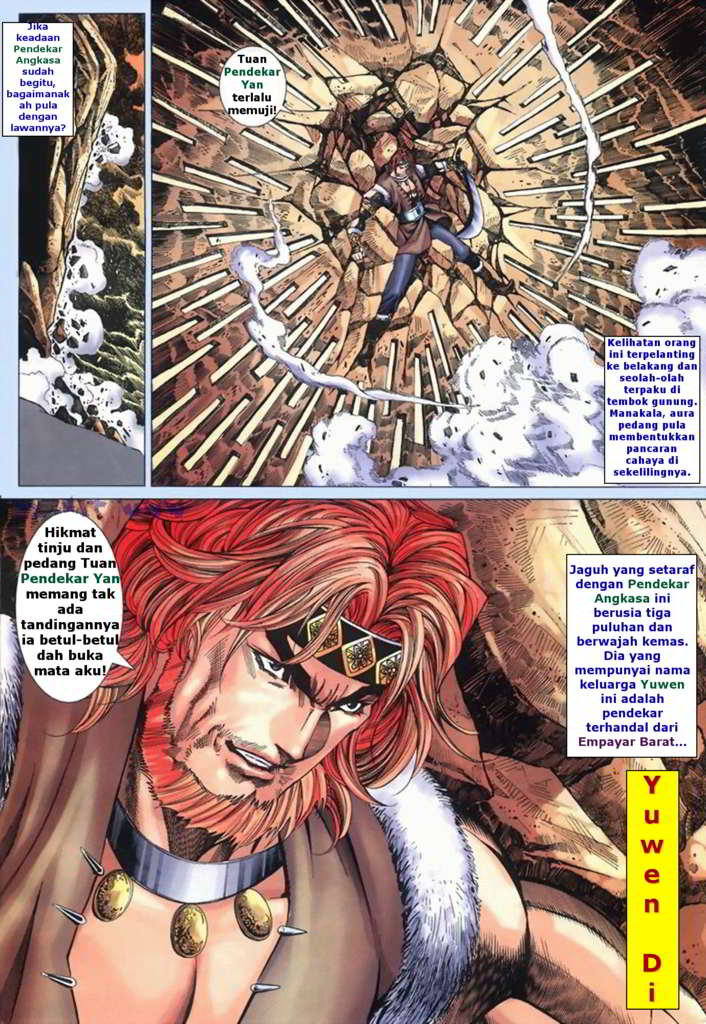 Jika
keadaan
Pendekar
Angkasa
sudah
begitu,
bagaimanak
ah pula
dengan
lawannya?
Tuan
Pendekar
Yan
terlalu
memuji!
Kelihatan orang
ini terpelanting
ke belakang dan
seolah-olah
terpaku di
tembok gunung.
Manakala, aura
pedang pula
membentukkan
pancaran
cahaya di
sekelilingnya.
Hikmat
tinju dan
pedang Tuan
Pendekar Yan
memang tak
ada
tandingannya
ia betul-betul
dah buka
mata aku!
Jaguh yang setaraf
dengan Pendekar
Angkasa ini
berusia tiga
puluhan dan
berwajah kemas.
Dia yang
mempunyai nama
keluarga Yuwen
ini adalah
pendekar
terhandal dari
Empayar Barat...
Yuwen Di